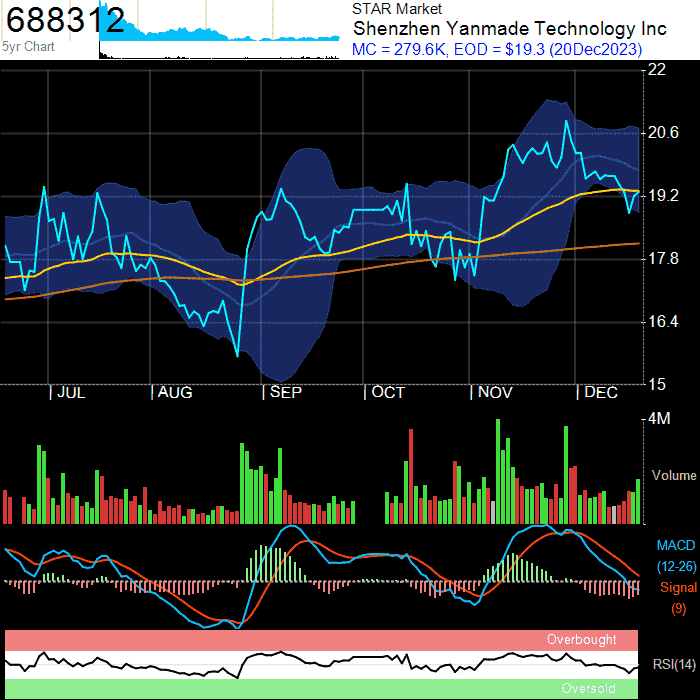 688312
5yr Chart
STAR Market
Shenzhen Yanmade Technology Inc
MC = 279.6K, EOD = $19.3 (20Dec2023)
22
20.6
19.2
17.8
16.4
15
JUL AUG SEP OCT NOV DEC
4M
Volume
MACD
(12-26)
Signal
(9)
Overbought
RSI(14)
Oversold